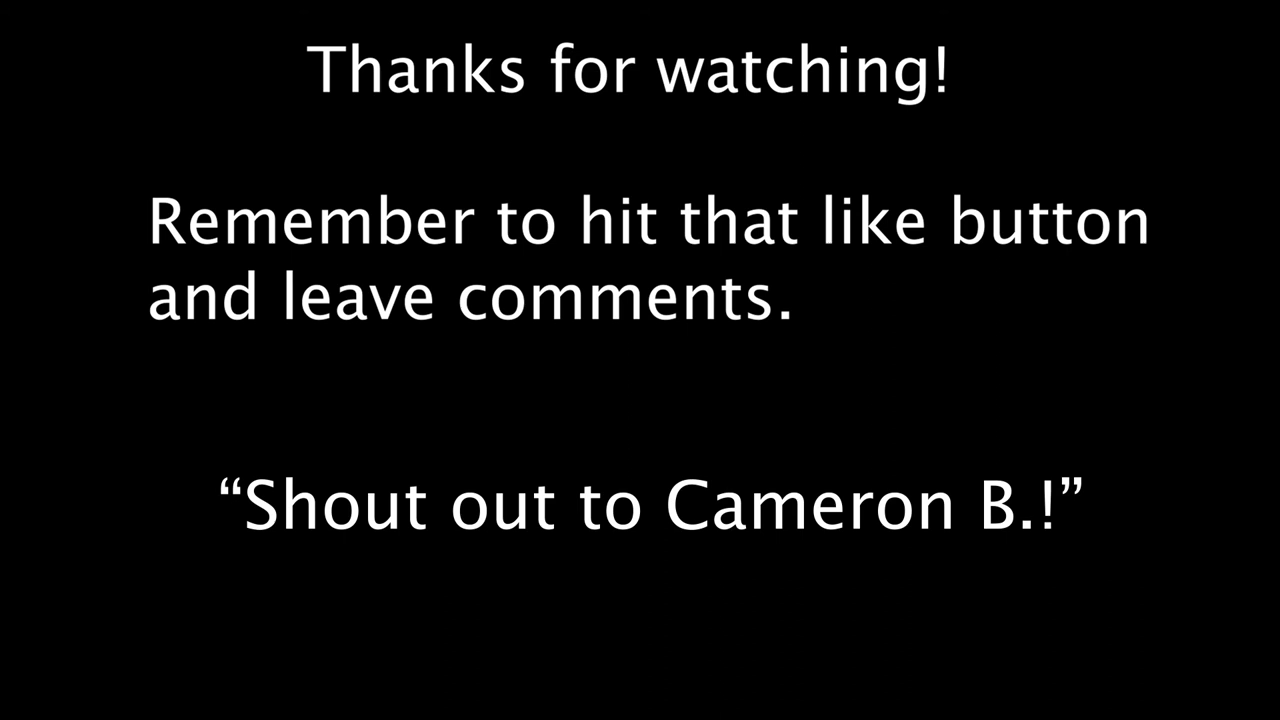 Thanks for watching!
Remember to hit that like button
and leave comments.
“Shout out to Cameron B.!”